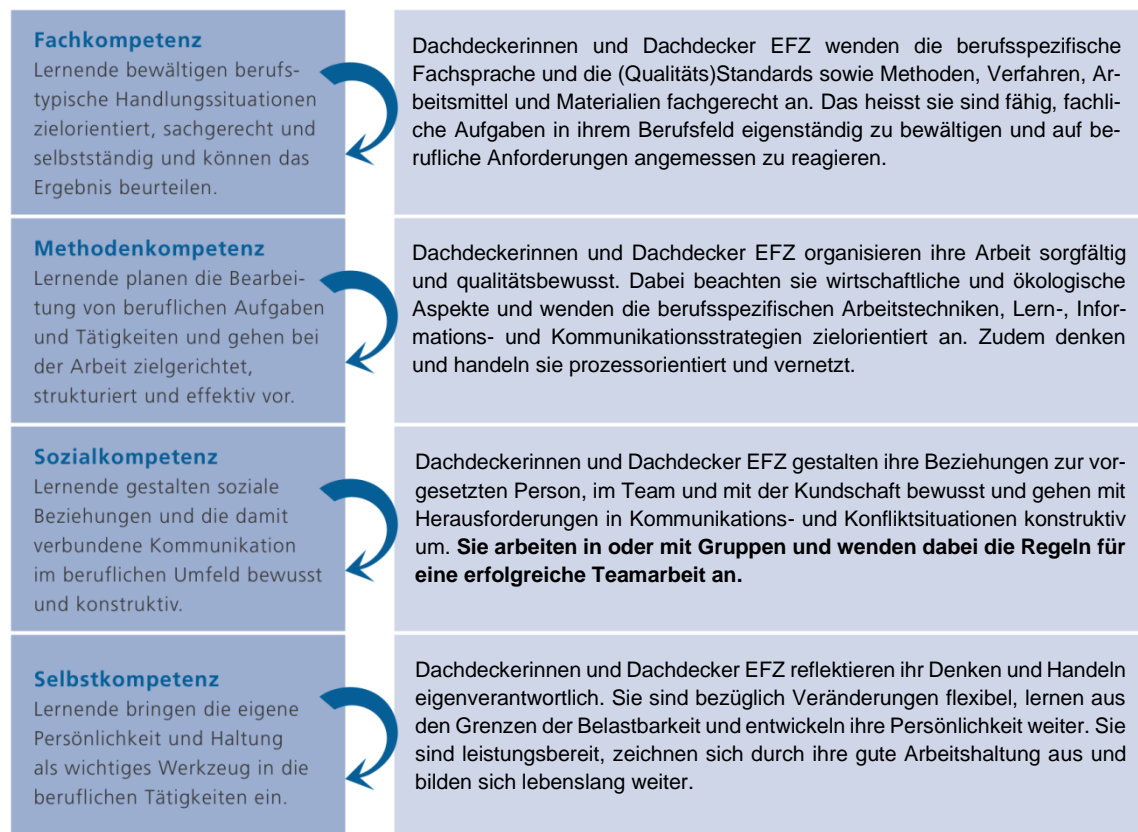 Fachkompetenz
Lernende bewältigen berufs-
typische Handlungssituationen
zielorientiert, sachgerecht und
selbstständig und können das
Ergebnis beurteilen.
Dachdeckerinnen und Dachdecker EFZ wenden die berufsspezifische
Fachsprache und die (Qualitäts)Standards sowie Methoden, Verfahren, Ar-
beitsmittel und Materialien fachgerecht an. Das heisst sie sind fähig, fachli-
che Aufgaben in ihrem Berufsfeld eigenständig zu bewältigen und auf be-
rufliche Anforderungen angemessen zu reagieren.
Methodenkompetenz
Lernende planen die Bearbei-
tung von beruflichen Aufgaben
und Tätigkeiten und gehen bei
der Arbeit zielgerichtet,
strukturiert und effektiv vor.
Dachdeckerinnen und Dachdecker EFZ organisieren ihre Arbeit sorgfältig
und qualitätsbewusst. Dabei beachten sie wirtschaftliche und ökologische
Aspekte und wenden die berufsspezifischen Arbeitstechniken, Lern-, Infor-
mations- und Kommunikationsstrategien zielorientiert an. Zudem denken
und handeln sie prozessorientiert und vernetzt.
Sozialkompetenz
Lernende gestalten soziale
Beziehungen und die damit
verbundene Kommunikation
im beruflichen Umfeld bewusst
und konstruktiv.
Dachdeckerinnen und Dachdecker EFZ gestalten ihre Beziehungen zur vor-
gesetzten Person, im Team und mit der Kundschaft bewusst und gehen mit
Herausforderungen in Kommunikations- und Konfliktsituationen konstruktiv
um. Sie arbeiten in oder mit Gruppen und wenden dabei die Regeln für
eine erfolgreiche Teamarbeit an.
Selbstkompetenz
Lernende bringen die eigene
Persönlichkeit und Haltung
als wichtiges Werkzeug in die
beruflichen Tätigkeiten ein.
Dachdeckerinnen und Dachdecker EFZ reflektieren ihr Denken und Handeln
eigenverantwortlich. Sie sind bezüglich Veränderungen flexibel, lernen aus
den Grenzen der Belastbarkeit und entwickeln ihre Persönlichkeit weiter. Sie
sind leistungsbereit, zeichnen sich durch ihre gute Arbeitshaltung aus und
bilden sich lebenslang weiter.